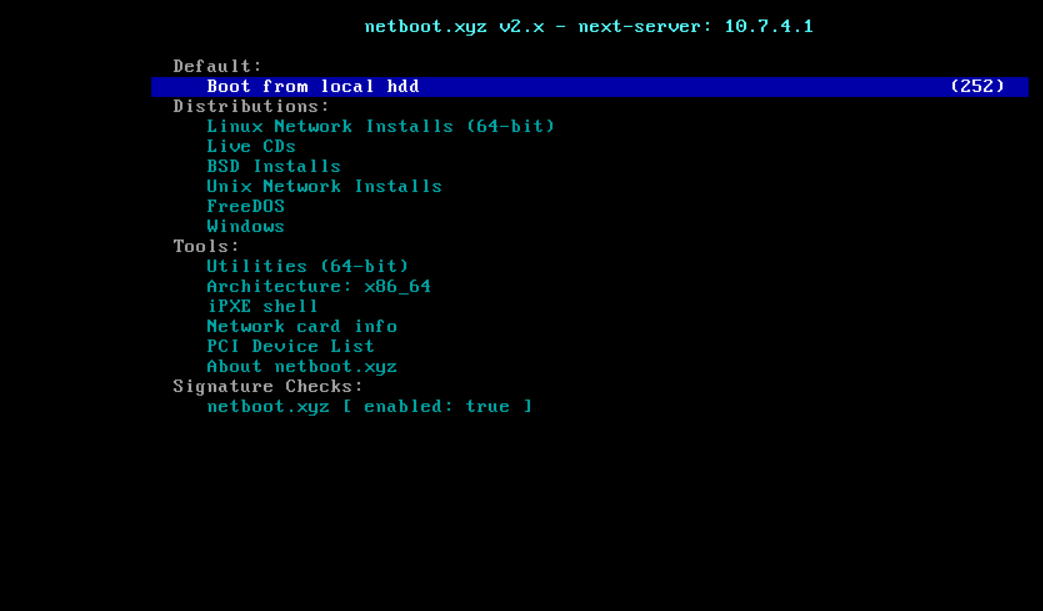 netboot.xyz v2.x - next-server: 10.7.4.1
Default:
Boot from local hdd (252)
Distributions:
Linux Network Installs (64-bit)
Live CDs
BSD Installs
Unix Network Installs
FreeDOS
Windows
Tools:
Utilities (64-bit)
Architecture: x86_64
iPXE shell
Network card info
PCI Device List
About netboot.xyz
Signature Checks:
netboot.xyz [ enabled: true ]